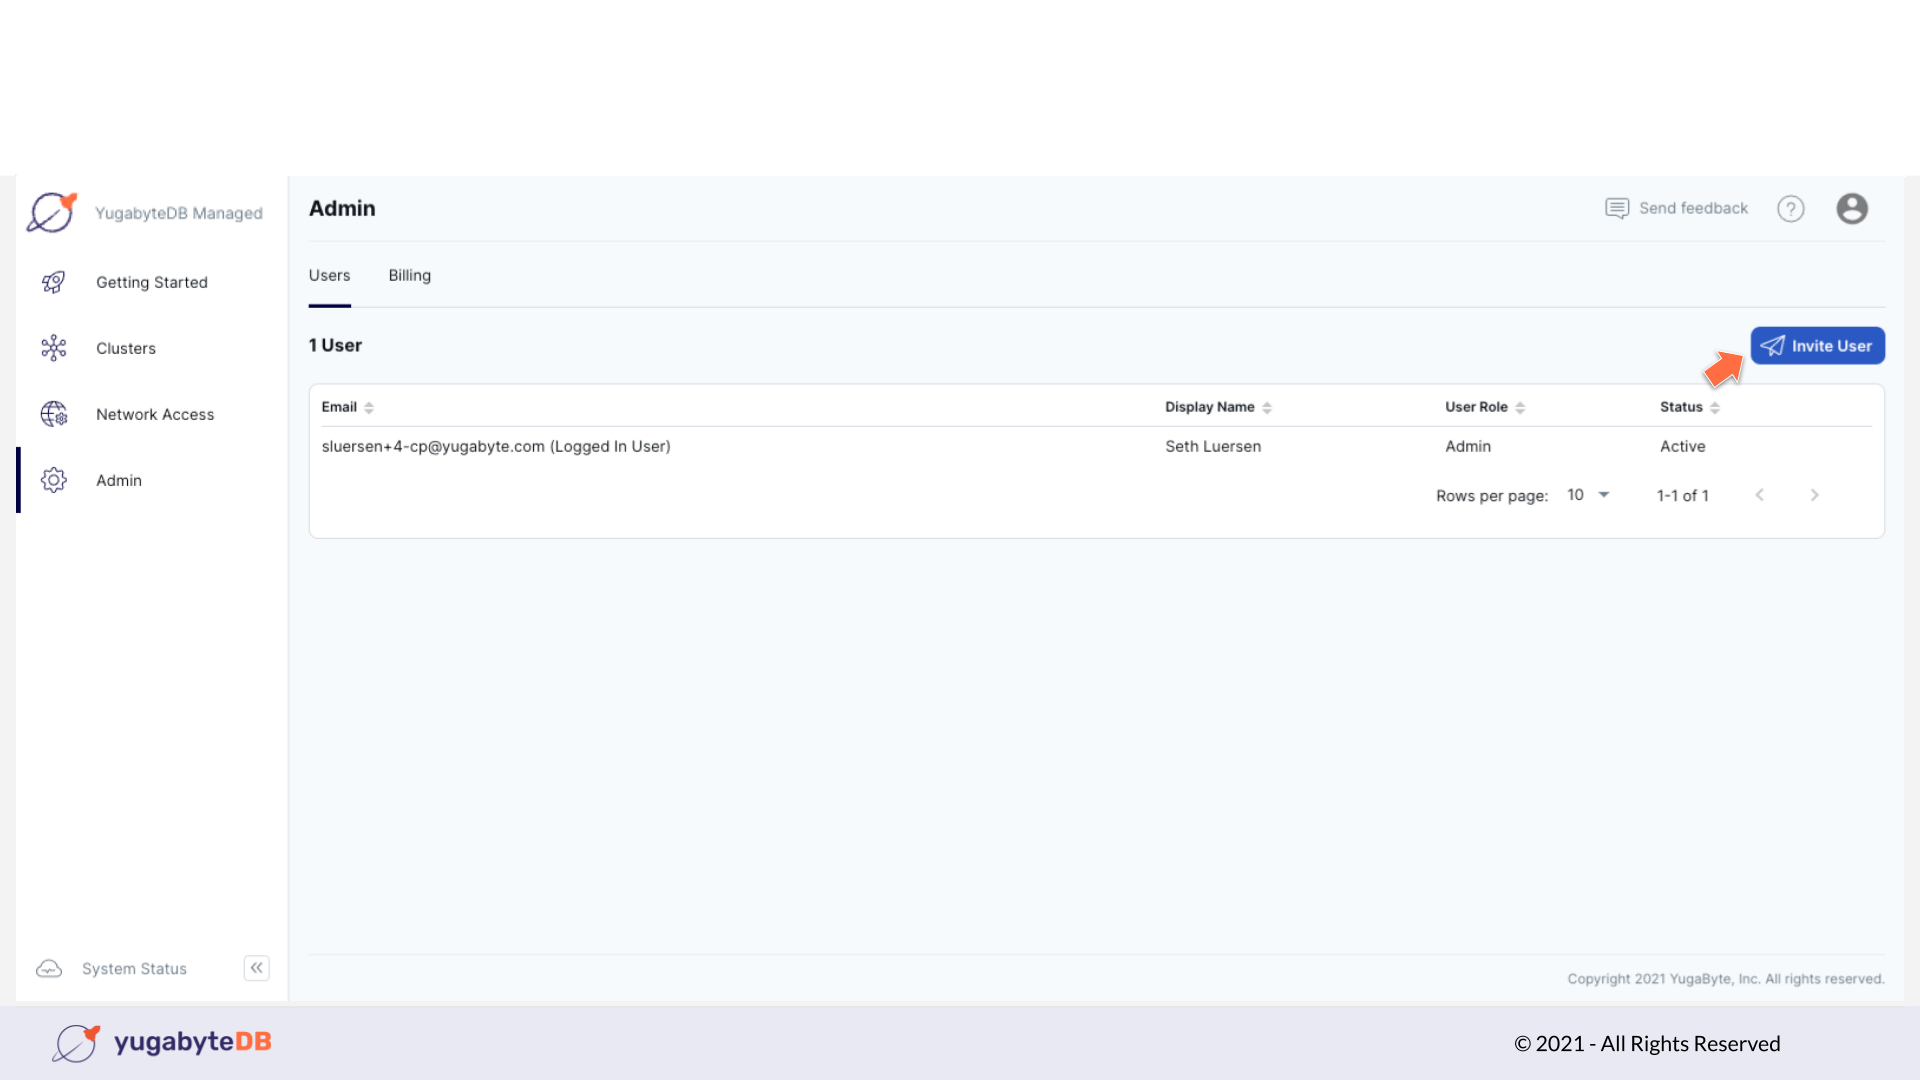 YugabyteDB Managed
Admin
Send feedback
?
Getting Started
Users
Billing
Clusters
1 User
Invite User
Network Access
Email
Display Name
User Role
Status
sluersen+4-cp@yugabyte.com (Logged In User)
Seth Luersen
Admin
Active
Admin
Rows per page: 10
1-1 of 1
System Status
Copyright 2021 YugaByte, Inc. All rights reserved.
yugabyteDB
© 2021 - All Rights Reserved